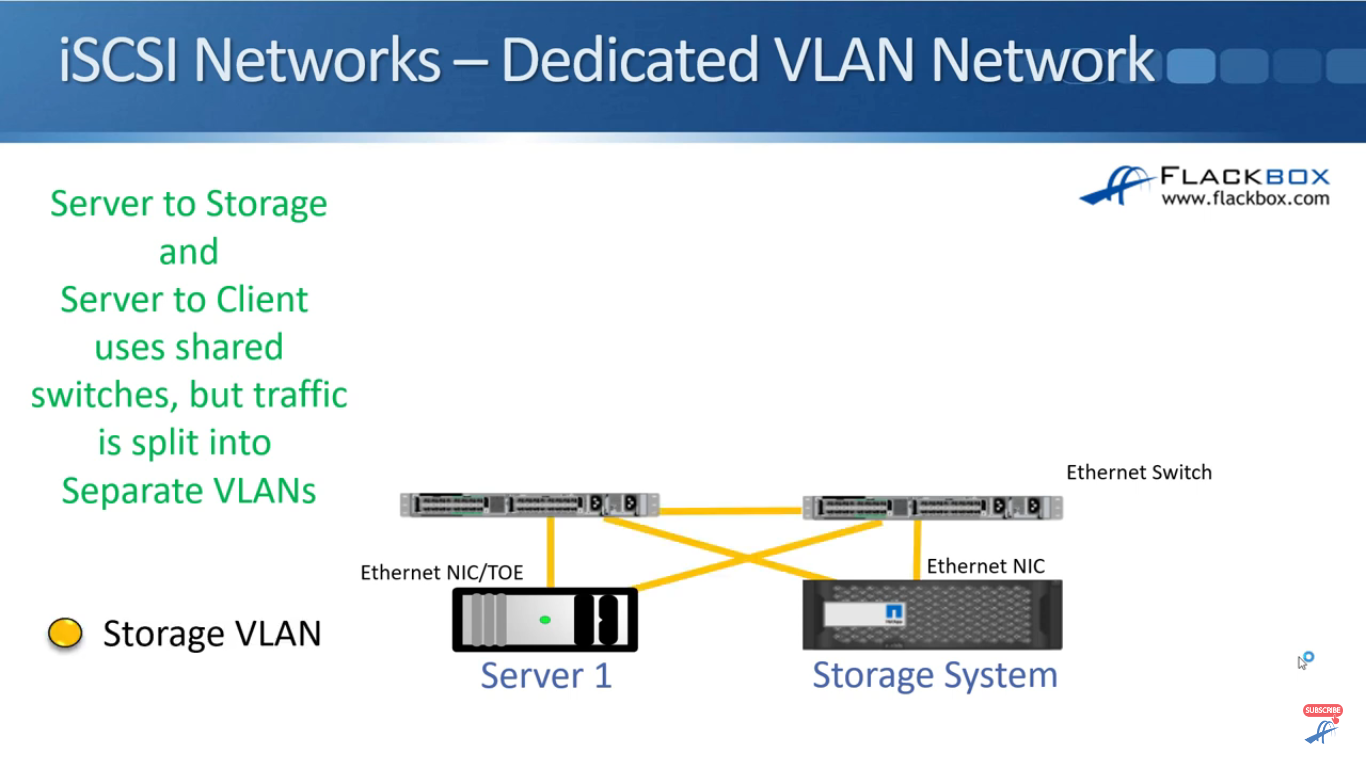 iSCSI Networks – Dedicated VLAN Network
FLACKBOX
www.flackbox.com
Server to Storage
and
Server to Client
uses shared
switches, but traffic
is split into
Separate VLANs
Ethernet Switch
Ethernet NIC/TOE
Ethernet NIC
Storage VLAN
Server 1
Storage System
SUBSCRIBE